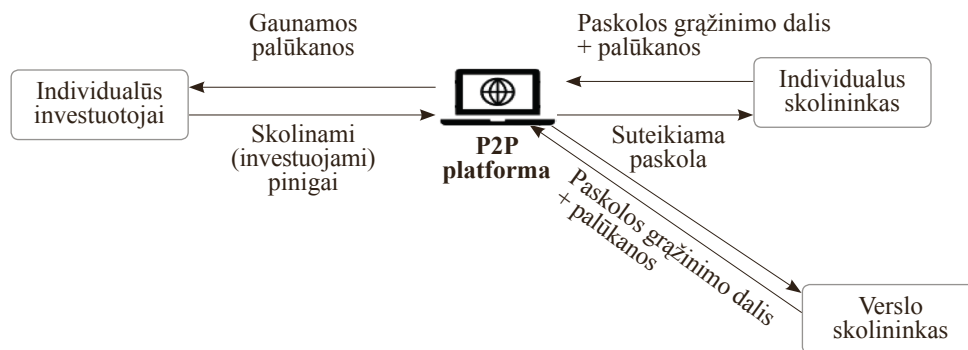 Gaunamos
palūkanos
Paskolos grąžinimo dalis
+ palūkanos
Individualūs
investuotojai
Individualus
skolininkas
Skolinami
(investuojami)
pinigai
P2P
platforma
Suteikiama
paskola
Paskolos grąžinimo dalis
+ palūkanos
Verslo
skolininkas